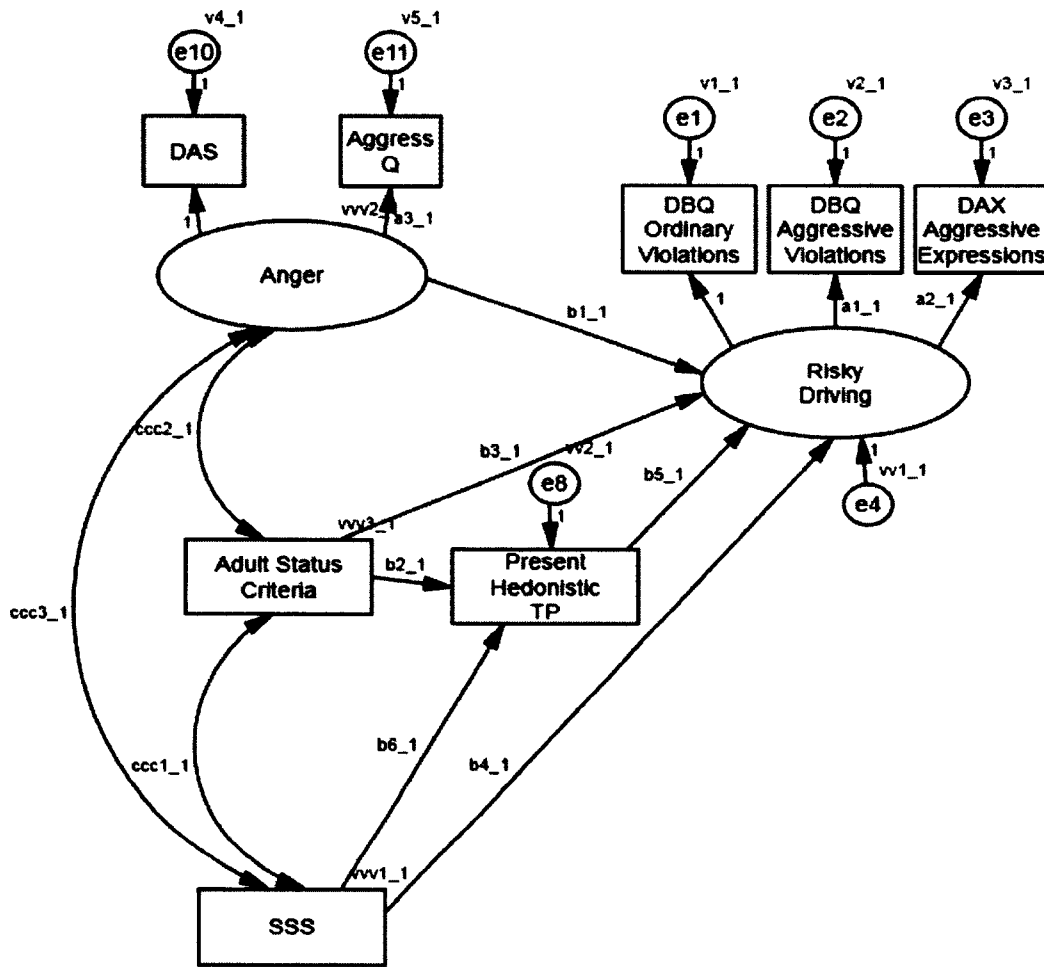 v4_1
v5_1
e10
e11
1
1
DAS
Aggress
Q
v1_1
v2_1
v3_1
e1
e2
e3
1
1
1
DBQ
Ordinary
Violations
DBQ
Aggressive
Violations
DAX
Aggressive
Expressions
1
vvv2_1
a3_1
Anger
1
a1_1
a2_1
b1_1
Risky
Driving
ccc2_1
b3_1
vv2_1
b5_1
1
vv1_1
e8
e4
1
vvv3_1
Adult Status
Criteria
b2_1
Present
Hedonistic
TP
ccc3_1
ccc1_1
b6_1
b4_1
vvv1_1
SSS